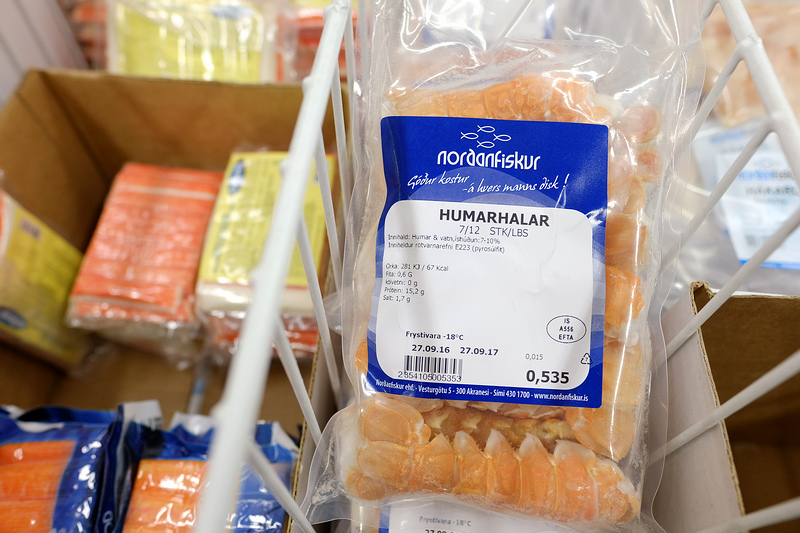 norðanfiskur
Góður kostur
-á hvers manns disk !
HUMARHALAR
7/12 STK/LBS
Innihald: Humar & vatn,íshúðun:7-10%
Inniheldur rotvarnarefni E223 (pyrosúlfit)
Orka: 281 KJ / 67 Kcal
Fita: 0,6 G
Kolvetni: 0 g
Prótein: 15,2 g
Salt: 1,7 g
IS
A556
EFTA
Frystivara -18°C
27.09.16 27.09.17
0,015
2354105005353
0,535
Norðanfiskur ehf.- Vesturgötu 5 - 300 Akranesi - Sími 430 1700 - www.nordanfiskur.is
Frystivara -18°C